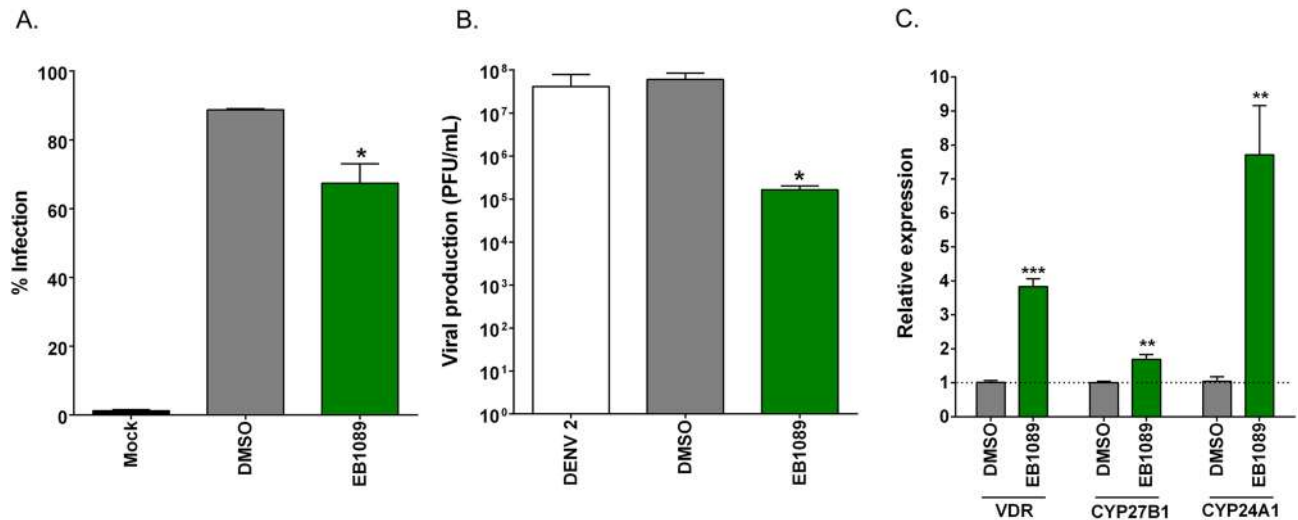 A.
% Infection
100
80
60
40
20
0
Mock
DMSO
EB1089
*
B.
Viral production (PFU/mL)
10⁸
10⁷
10⁶
10⁵
10⁴
10³
10²
10¹
10⁰
DENV 2
DMSO
EB1089
*
C.
Relative expression
10
9
8
7
6
5
4
3
2
1
0
***
**
**
DMSO
EB1089
DMSO
EB1089
DMSO
EB1089
VDR
CYP27B1
CYP24A1